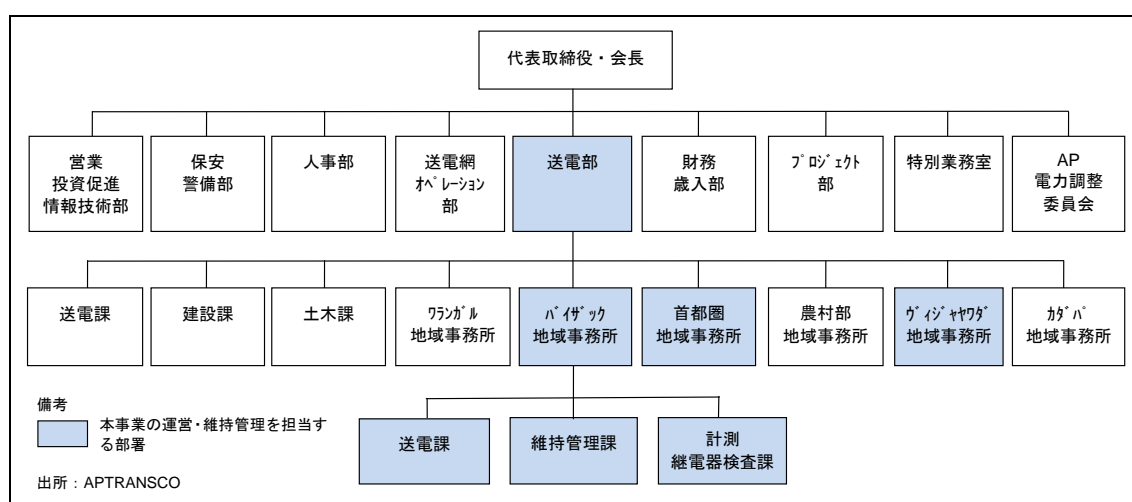 代表取締役・会長
営業
投資促進
情報技術部
保安
警備部
人事部
送電網
ｵﾍﾟﾚｰｼｮﾝ
部
送電部
財務
歳入部
ﾌﾟﾛｼﾞｪｸﾄ
部
特別業務室
AP
電力調整
委員会
送電課
建設課
土木課
ﾜﾗﾝｶﾞﾙ
地域事務所
ﾊﾞｲｻﾞｯｸ
地域事務所
首都圏
地域事務所
農村部
地域事務所
ｳﾞｨｼﾞｬﾔﾜﾀﾞ
地域事務所
ｶﾀﾞﾊﾟ
地域事務所
備考
本事業の運営・維持管理を担当す
る部署
送電課
維持管理課
計測
継電器検査課
出所：APTRANSCO